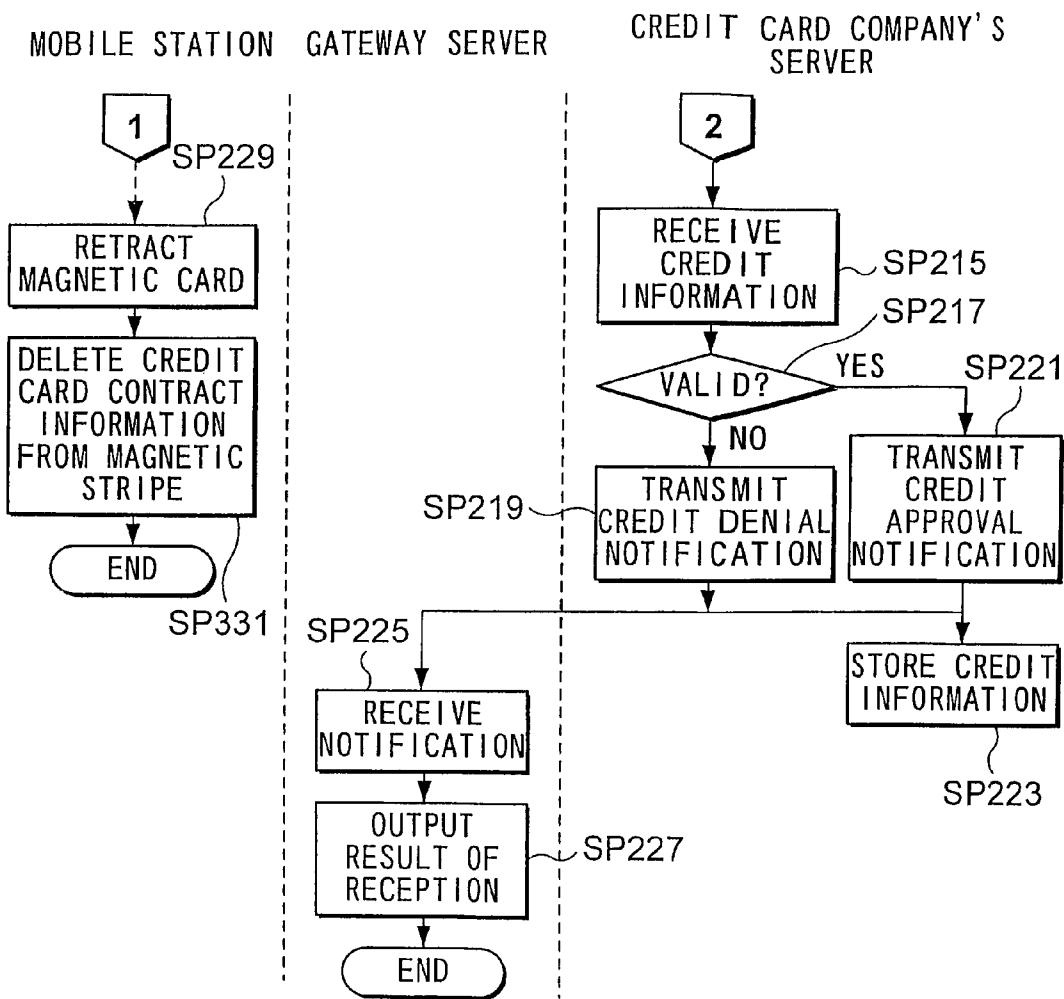 MOBILE STATION
GATEWAY SERVER
CREDIT CARD COMPANY'S
SERVER
1
SP229
RETRACT
MAGNETIC CARD
DELETE CREDIT
CARD CONTRACT
INFORMATION
FROM MAGNETIC
STRIPE
END
SP331
2
RECEIVE
CREDIT
INFORMATION
SP215
SP217
VALID?
YES
NO
SP221
SP219
TRANSMIT
CREDIT DENIAL
NOTIFICATION
TRANSMIT
CREDIT
APPROVAL
NOTIFICATION
STORE CREDIT
INFORMATION
SP223
SP225
RECEIVE
NOTIFICATION
OUTPUT
RESULT OF
RECEPTION
SP227
END